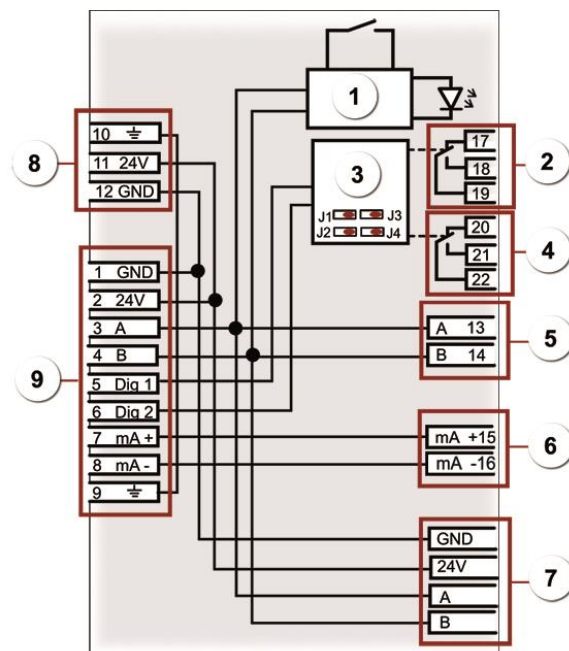 1
8
10
11 24V
12 GND
3
J1 J3
J2 J4
17
18
19
2
20
21
22
4
9
1 GND
2 24V
3 A
4 B
5 Dig 1
6 Dig 2
7 mA +
8 mA -
9
A 13
B 14
5
mA +15
mA -16
6
GND
24V
A
B
7